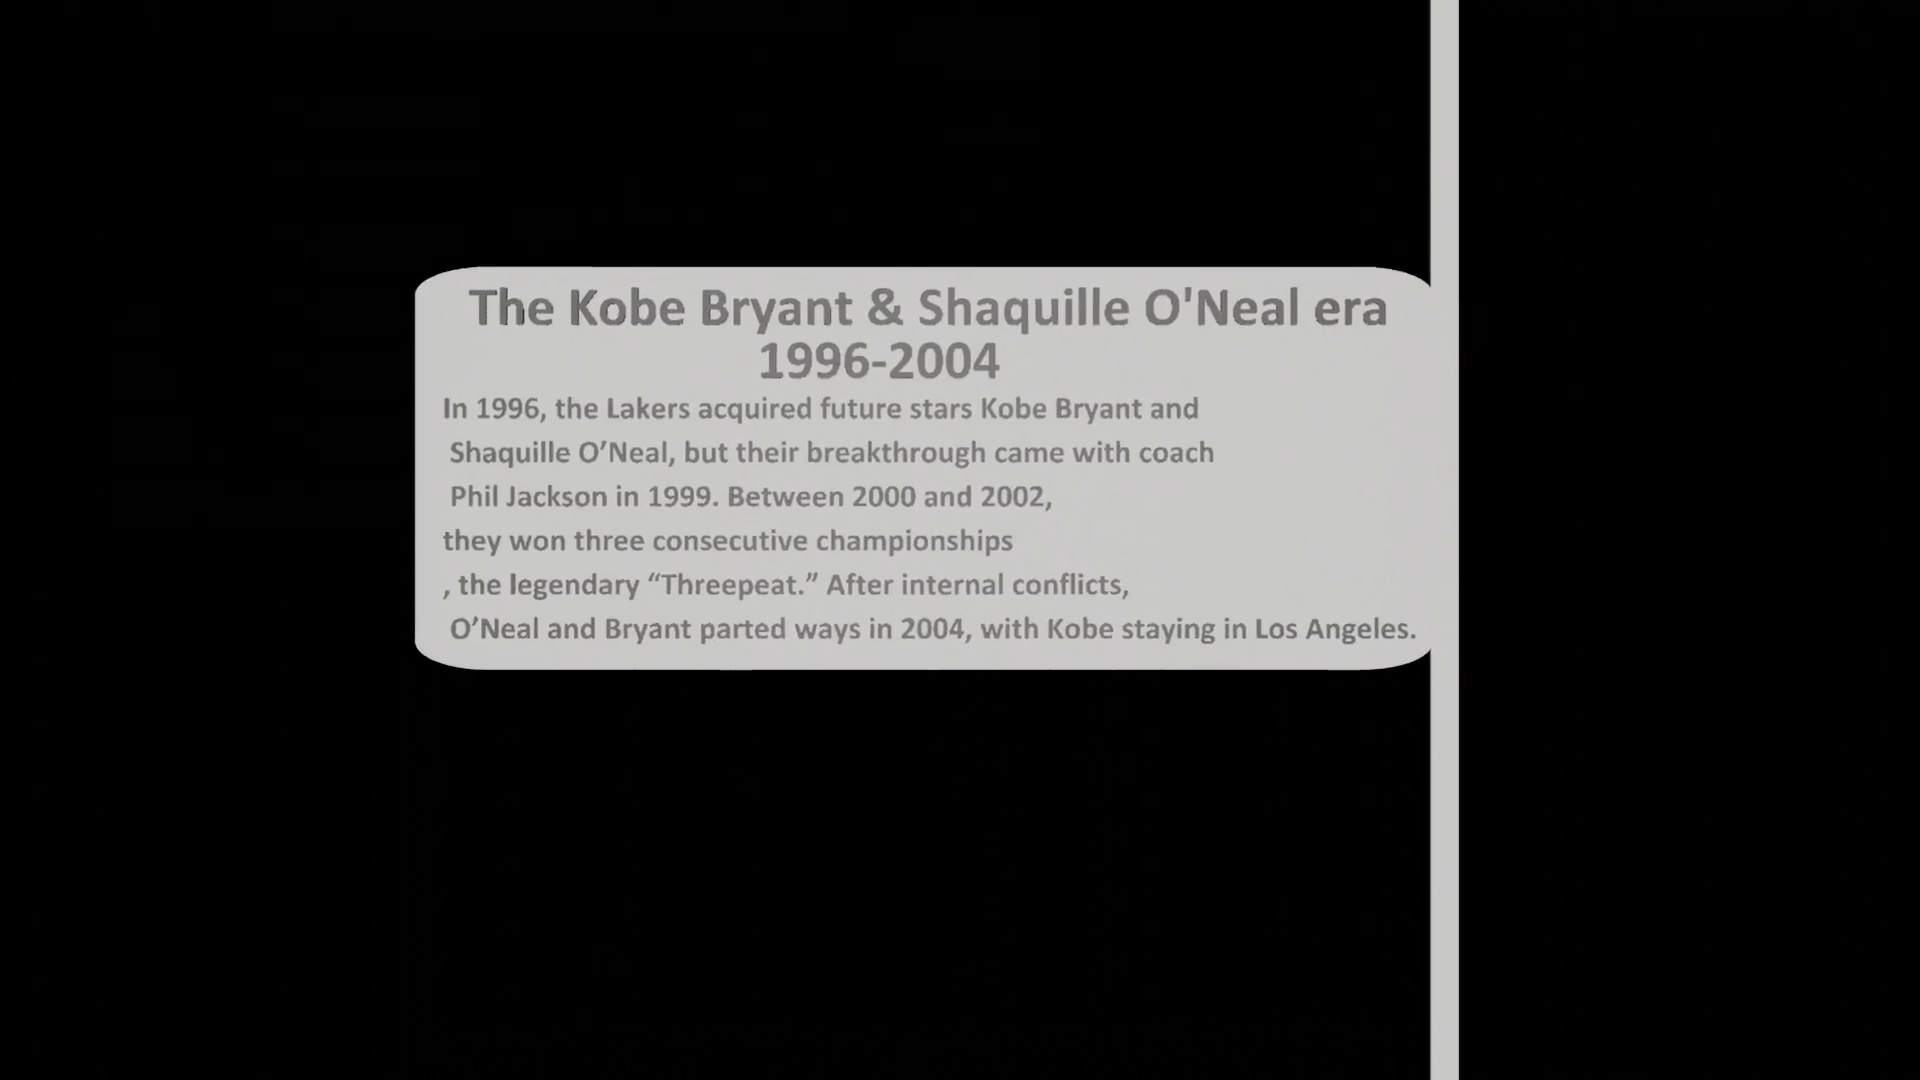 The Kobe Bryant & Shaquille O'Neal era
1996-2004
In 1996, the Lakers acquired future stars Kobe Bryant and
Shaquille O’Neal, but their breakthrough came with coach
Phil Jackson in 1999. Between 2000 and 2002,
they won three consecutive championships
, the legendary “Threepeat.” After internal conflicts,
O’Neal and Bryant parted ways in 2004, with Kobe staying in Los Angeles.